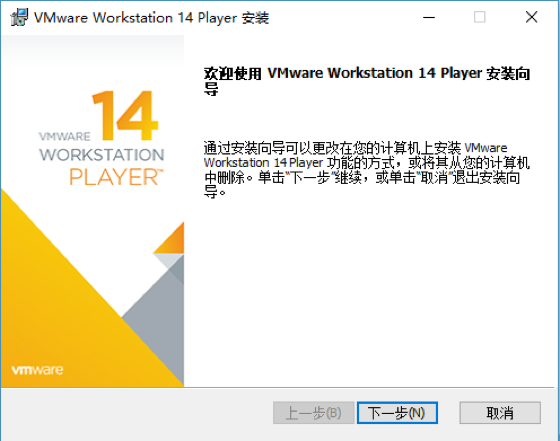 VMware Workstation 14 Player 安装
欢迎使用 VMware Workstation 14 Player 安装向
导
14
VMWARE
WORKSTATION
PLAYER™
通过安装向导可以更改在您的计算机上安装 VMware
Workstation 14 Player 功能的方式，或将其从您的计算机
中删除。单击“下一步”继续，或单击“取消”退出安装向
导。
vmware
上一步(B) 下一步(N) 取消